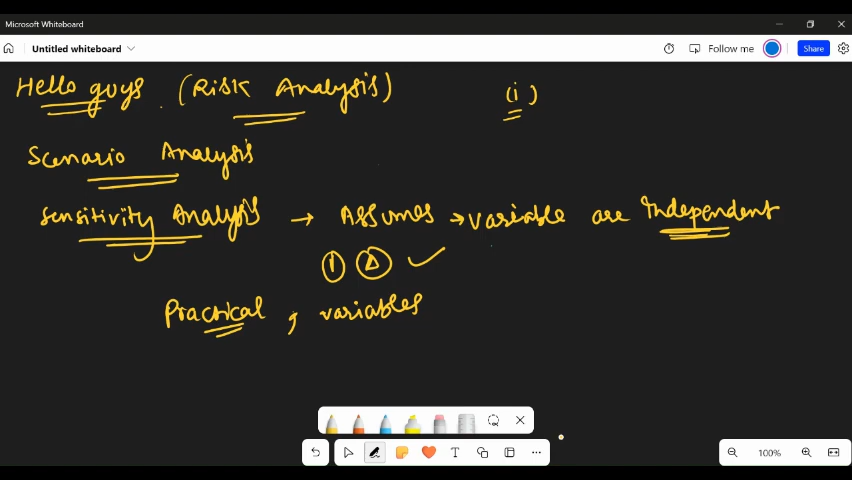 Microsoft Whiteboard
Untitled whiteboard
Follow me
Share
Hello guys. (Risk Analysis) (i)
Scenario Analysis
Sensitivity Analysis → Assumes → variable are Independent
① Δ ✓
Practical, variables
100%